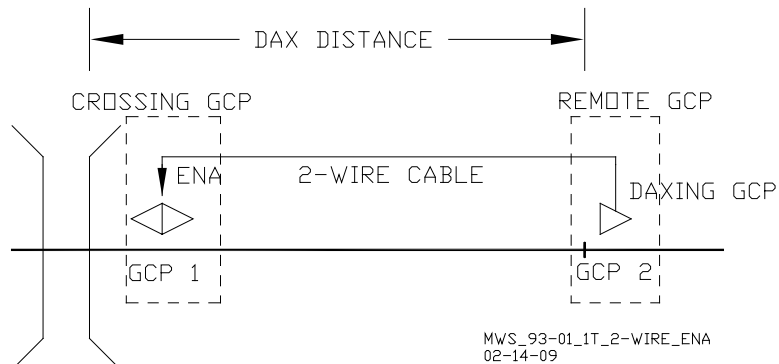 DAX DISTANCE
CROSSING GCP
REMOTE GCP
ENA
2-WIRE CABLE
DAXING GCP
GCP 1
GCP 2
MWS_93-01_1T_2-WIRE_ENA
02-14-09